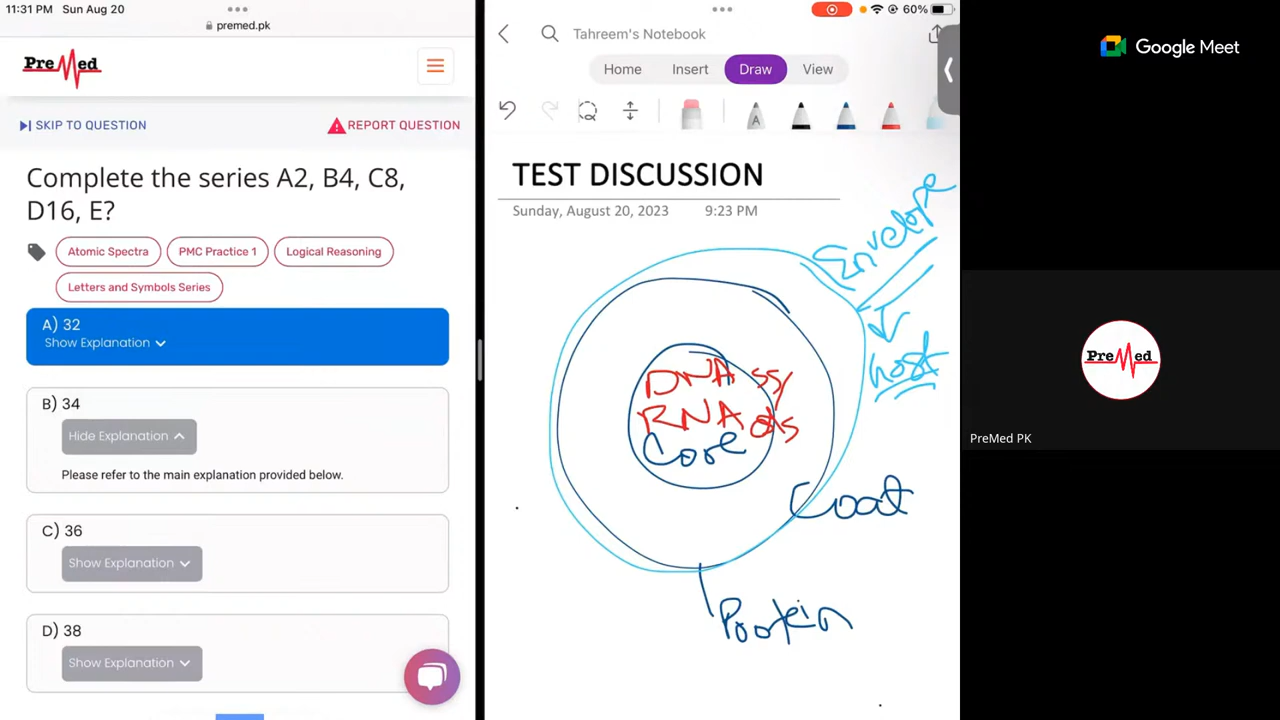 11:31 PM Sun Aug 20
premed.pk
60%
PreMed
SKIP TO QUESTION
REPORT QUESTION
Complete the series A2, B4, C8,
D16, E?
Atomic Spectra
PMC Practice 1
Logical Reasoning
Letters and Symbols Series
A) 32
Show Explanation
B) 34
Hide Explanation
Please refer to the main explanation provided below.
C) 36
Show Explanation
D) 38
Show Explanation
Tahreem's Notebook
Home Insert Draw View
A
TEST DISCUSSION
Sunday, August 20, 2023 9:23 PM
Envelope
host
DNA ss/
RNA ds
Core
Coat
Protein
Google Meet
PreMed
PreMed PK